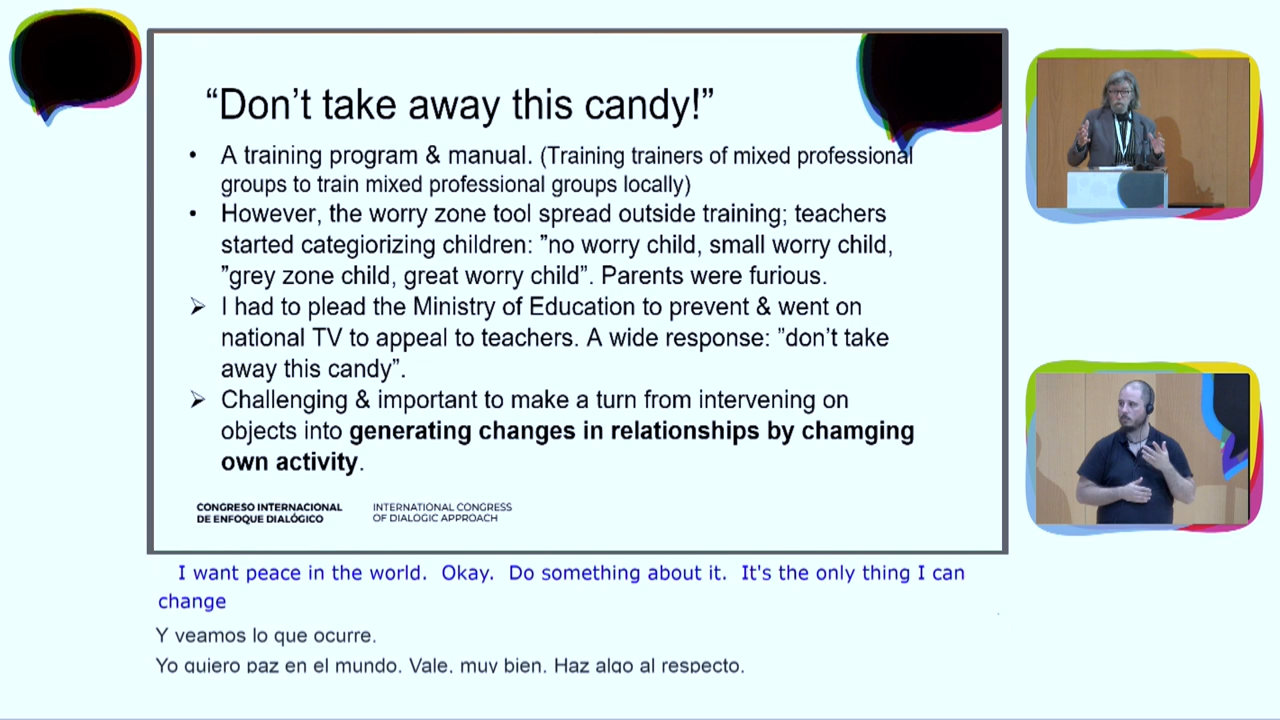 “Don’t take away this candy!”
• A training program & manual. (Training trainers of mixed professional
groups to train mixed professional groups locally)
• However, the worry zone tool spread outside training; teachers
started categiorizing children: ”no worry child, small worry child,
”grey zone child, great worry child”. Parents were furious.
➢ I had to plead the Ministry of Education to prevent & went on
national TV to appeal to teachers. A wide response: ”don’t take
away this candy”.
➢ Challenging & important to make a turn from intervening on
objects into generating changes in relationships by chamging
own activity.
CONGRESO INTERNACIONAL
DE ENFOQUE DIALÓGICO
INTERNATIONAL CONGRESS
OF DIALOGIC APPROACH
I want peace in the world. Okay. Do something about it. It's the only thing I can
change
Y veamos lo que ocurre.
Yo quiero paz en el mundo. Vale, muy bien. Haz algo al respecto.